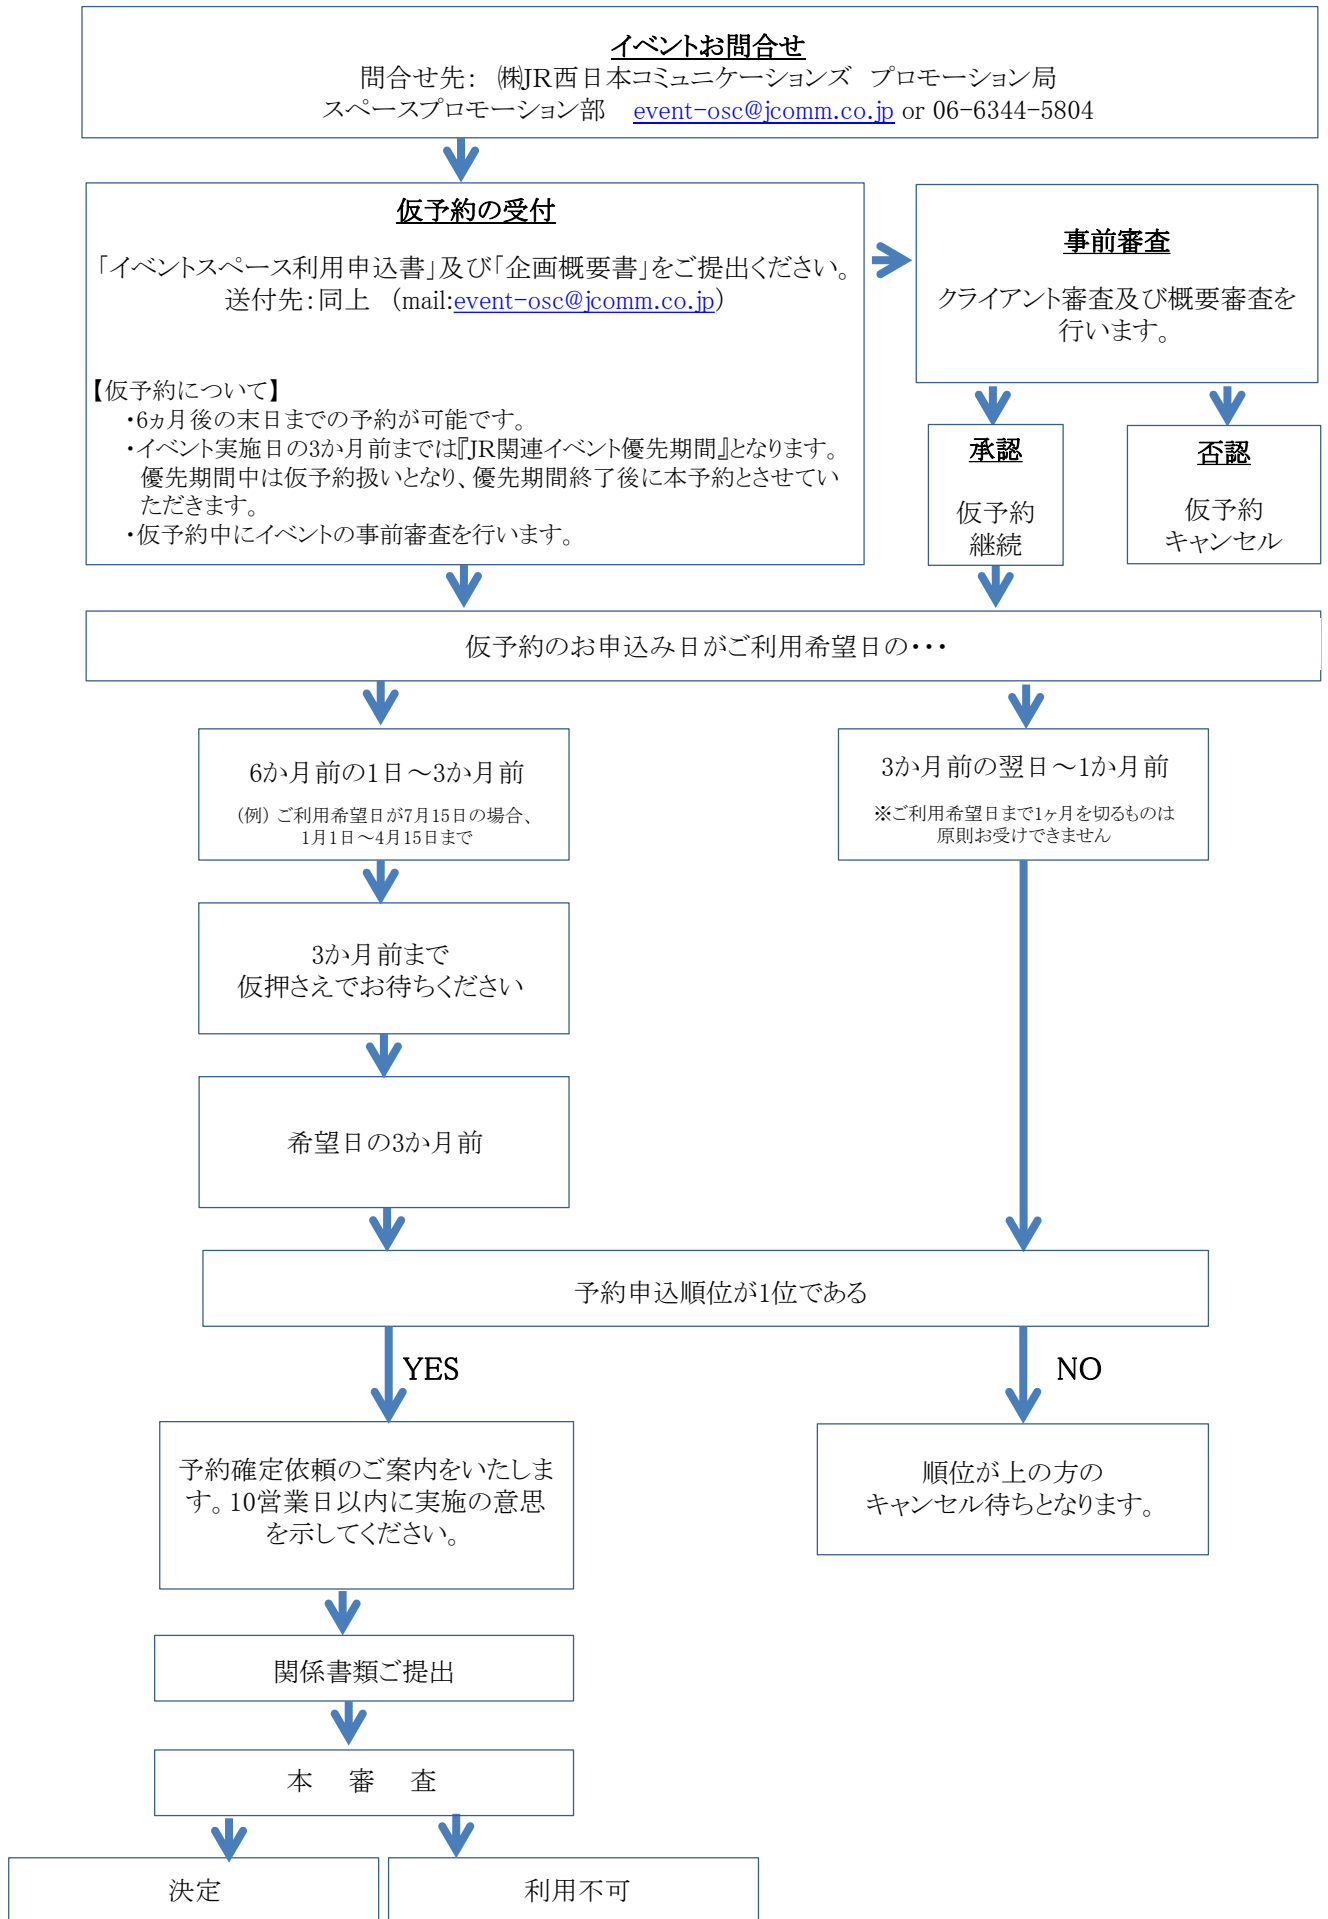 イベントお問合せ
問合せ先： ㈱JR西日本コミュニケーションズ　プロモーション局
スペースプロモーション部　event-osc@jcomm.co.jp or 06-6344-5804
仮予約の受付
「イベントスペース利用申込書」及び「企画概要書」をご提出ください。
送付先：同上　（mail:event-osc@jcomm.co.jp）
【仮予約について】
・6ヵ月後の末日までの予約が可能です。
・イベント実施日の3か月前までは『JR関連イベント優先期間』となります。
優先期間中は仮予約扱いとなり、優先期間終了後に本予約とさせてい
ただきます。
・仮予約中にイベントの事前審査を行います。
事前審査
クライアント審査及び概要審査を
行います。
承認
仮予約
継続
否認
仮予約
キャンセル
仮予約のお申込み日がご利用希望日の・・・
6か月前の1日～3か月前
（例） ご利用希望日が7月15日の場合、
1月1日～4月15日まで
3か月前の翌日～1か月前
※ご利用希望日まで1ヶ月を切るものは
原則お受けできません
3か月前まで
仮押さえでお待ちください
希望日の3か月前
予約申込順位が1位である
YES
NO
予約確定依頼のご案内をいたしま
す。10営業日以内に実施の意思
を示してください。
順位が上の方の
キャンセル待ちとなります。
関係書類ご提出
本　審　査
決定
利用不可